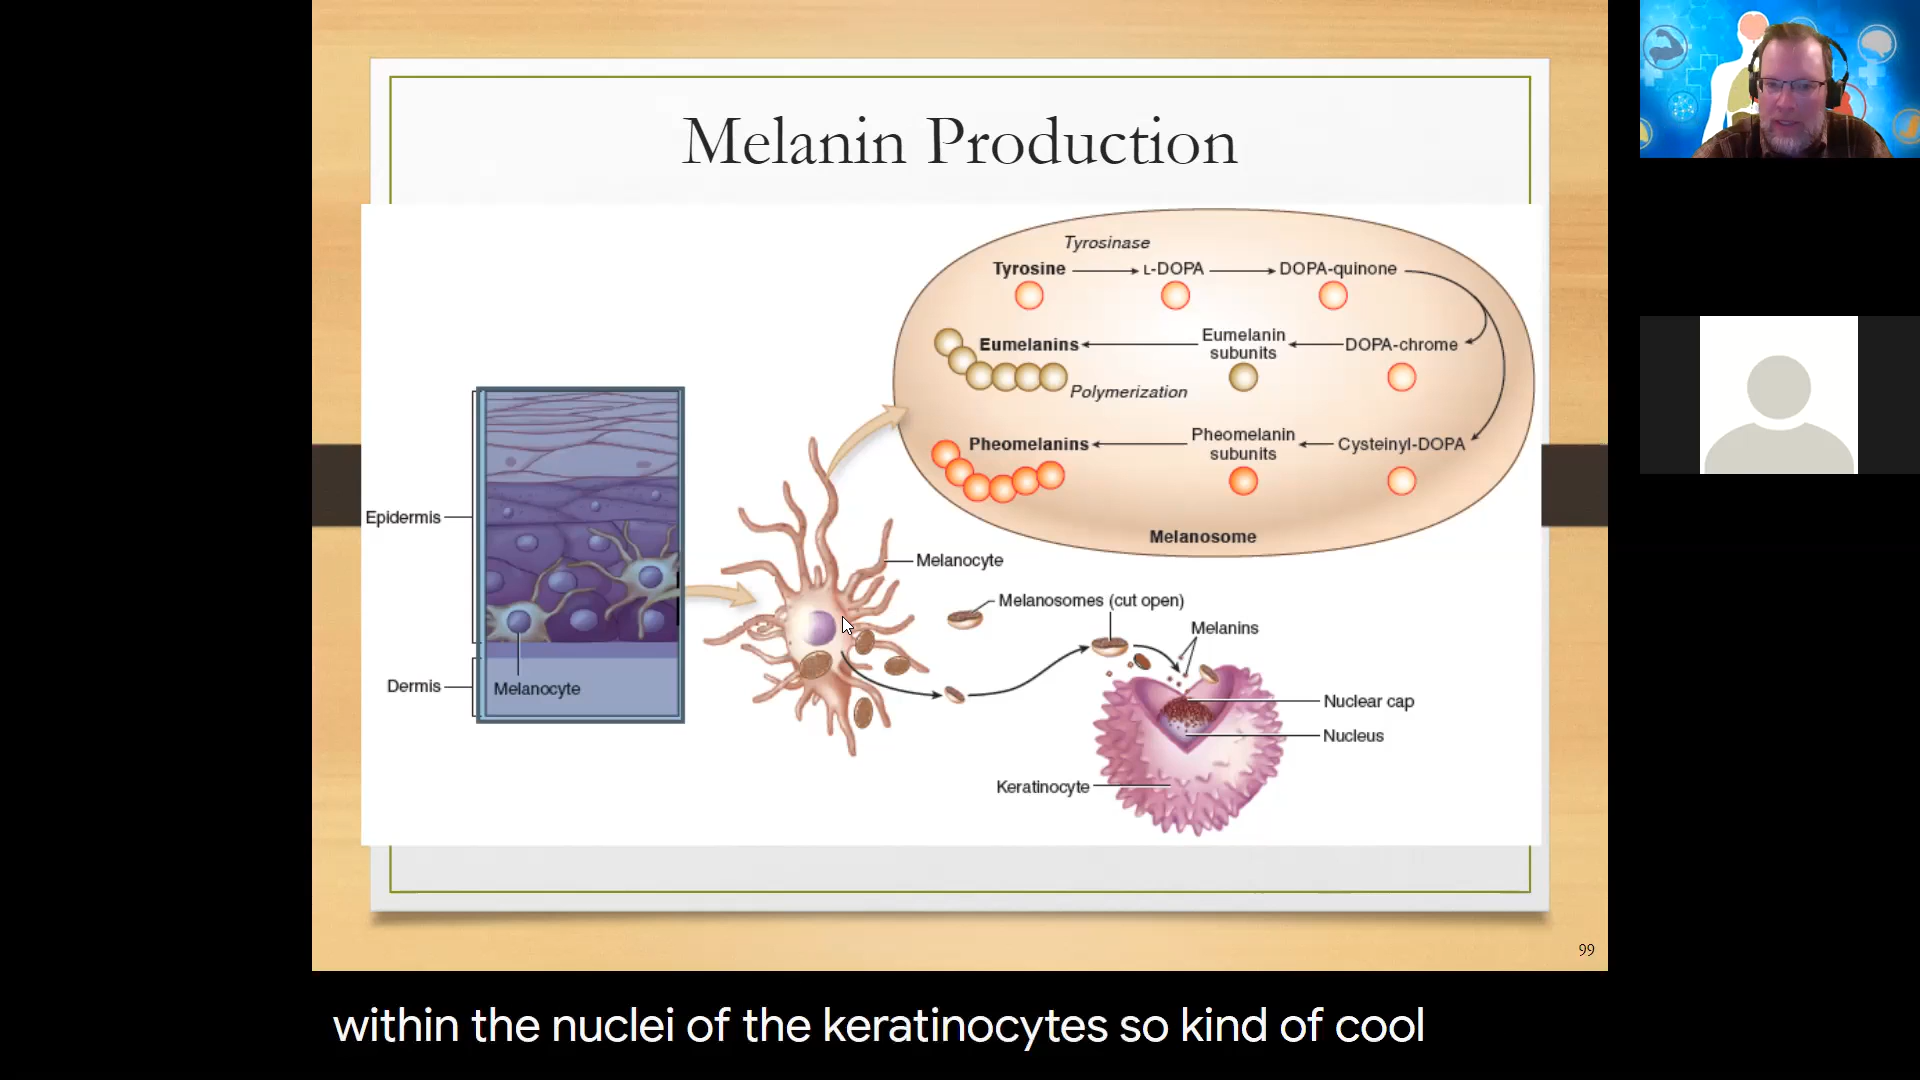 Melanin Production
Tyrosinase
Tyrosine
L-DOPA
DOPA-quinone
Eumelanins
Eumelanin
subunits
DOPA-chrome
Polymerization
Pheomelanins
Pheomelanin
subunits
Cysteinyl-DOPA
Melanosome
Epidermis
Dermis
Melanocyte
Melanocyte
Melanosomes (cut open)
Melanins
Nuclear cap
Nucleus
Keratinocyte
99
within the nuclei of the keratinocytes so kind of cool